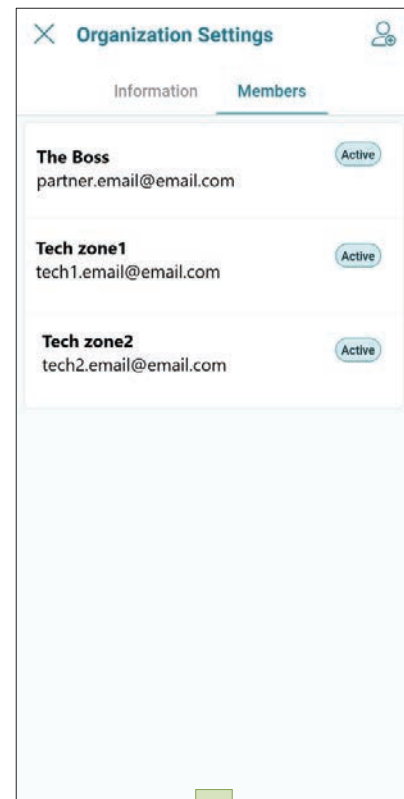 Organization Settings
Information Members
The Boss
Active
partner.email@email.com
Tech zone1
Active
tech1.email@email.com
Tech zone2
Active
tech2.email@email.com